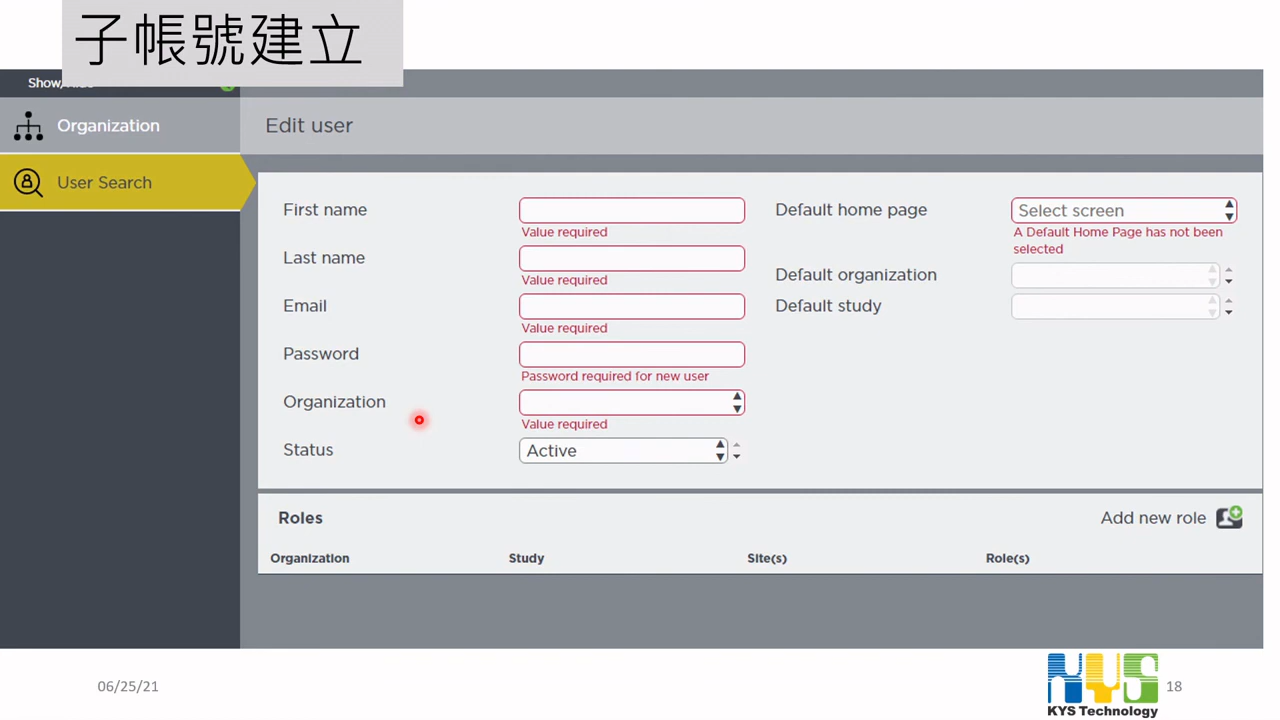 子帳號建立
Show/Hide
Organization
Edit user
User Search
First name
Value required
Last name
Value required
Email
Value required
Password
Password required for new user
Organization
Value required
Status
Active
Default home page
Select screen
A Default Home Page has not been
selected
Default organization
Default study
Roles
Add new role
Organization Study Site(s) Role(s)
06/25/21
KYS
KYS Technology
18